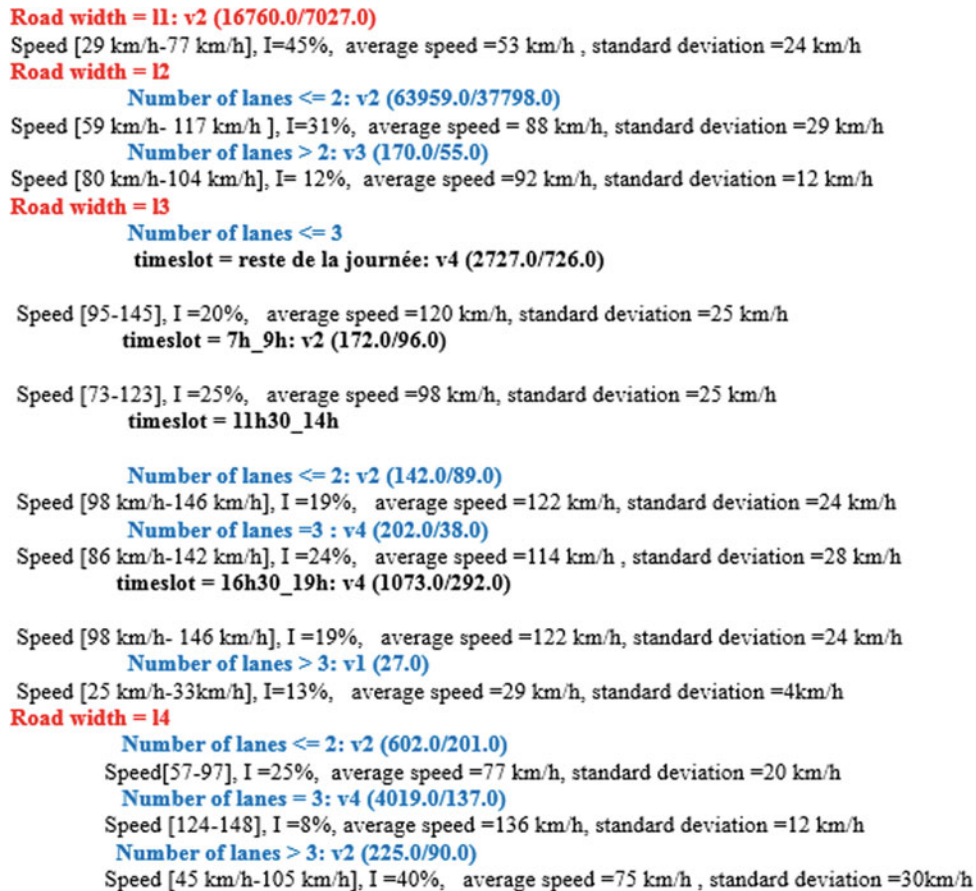 Road width = l1: v2 (16760.0/7027.0)
Speed [29 km/h-77 km/h], I=45%, average speed =53 km/h , standard deviation =24 km/h
Road width = l2
Number of lanes <= 2: v2 (63959.0/37798.0)
Speed [59 km/h- 117 km/h ], I=31%, average speed = 88 km/h, standard deviation =29 km/h
Number of lanes > 2: v3 (170.0/55.0)
Speed [80 km/h-104 km/h], I= 12%, average speed =92 km/h, standard deviation =12 km/h
Road width = l3
Number of lanes <= 3
timeslot = reste de la journée: v4 (2727.0/726.0)
Speed [95-145], I =20%, average speed =120 km/h, standard deviation =25 km/h
timeslot = 7h_9h: v2 (172.0/96.0)
Speed [73-123], I =25%, average speed =98 km/h, standard deviation =25 km/h
timeslot = 11h30_14h
Number of lanes <= 2: v2 (142.0/89.0)
Speed [98 km/h-146 km/h], I =19%, average speed =122 km/h, standard deviation =24 km/h
Number of lanes =3 : v4 (202.0/38.0)
Speed [86 km/h-142 km/h], I =24%, average speed =114 km/h , standard deviation =28 km/h
timeslot = 16h30_19h: v4 (1073.0/292.0)
Speed [98 km/h- 146 km/h], I =19%, average speed =122 km/h, standard deviation =24 km/h
Number of lanes > 3: v1 (27.0)
Speed [25 km/h-33km/h], I=13%, average speed =29 km/h, standard deviation =4km/h
Road width = l4
Number of lanes <= 2: v2 (602.0/201.0)
Speed[57-97], I =25%, average speed =77 km/h, standard deviation =20 km/h
Number of lanes = 3: v4 (4019.0/137.0)
Speed [124-148], I =8%, average speed =136 km/h, standard deviation =12 km/h
Number of lanes > 3: v2 (225.0/90.0)
Speed [45 km/h-105 km/h], I =40%, average speed =75 km/h , standard deviation =30km/h